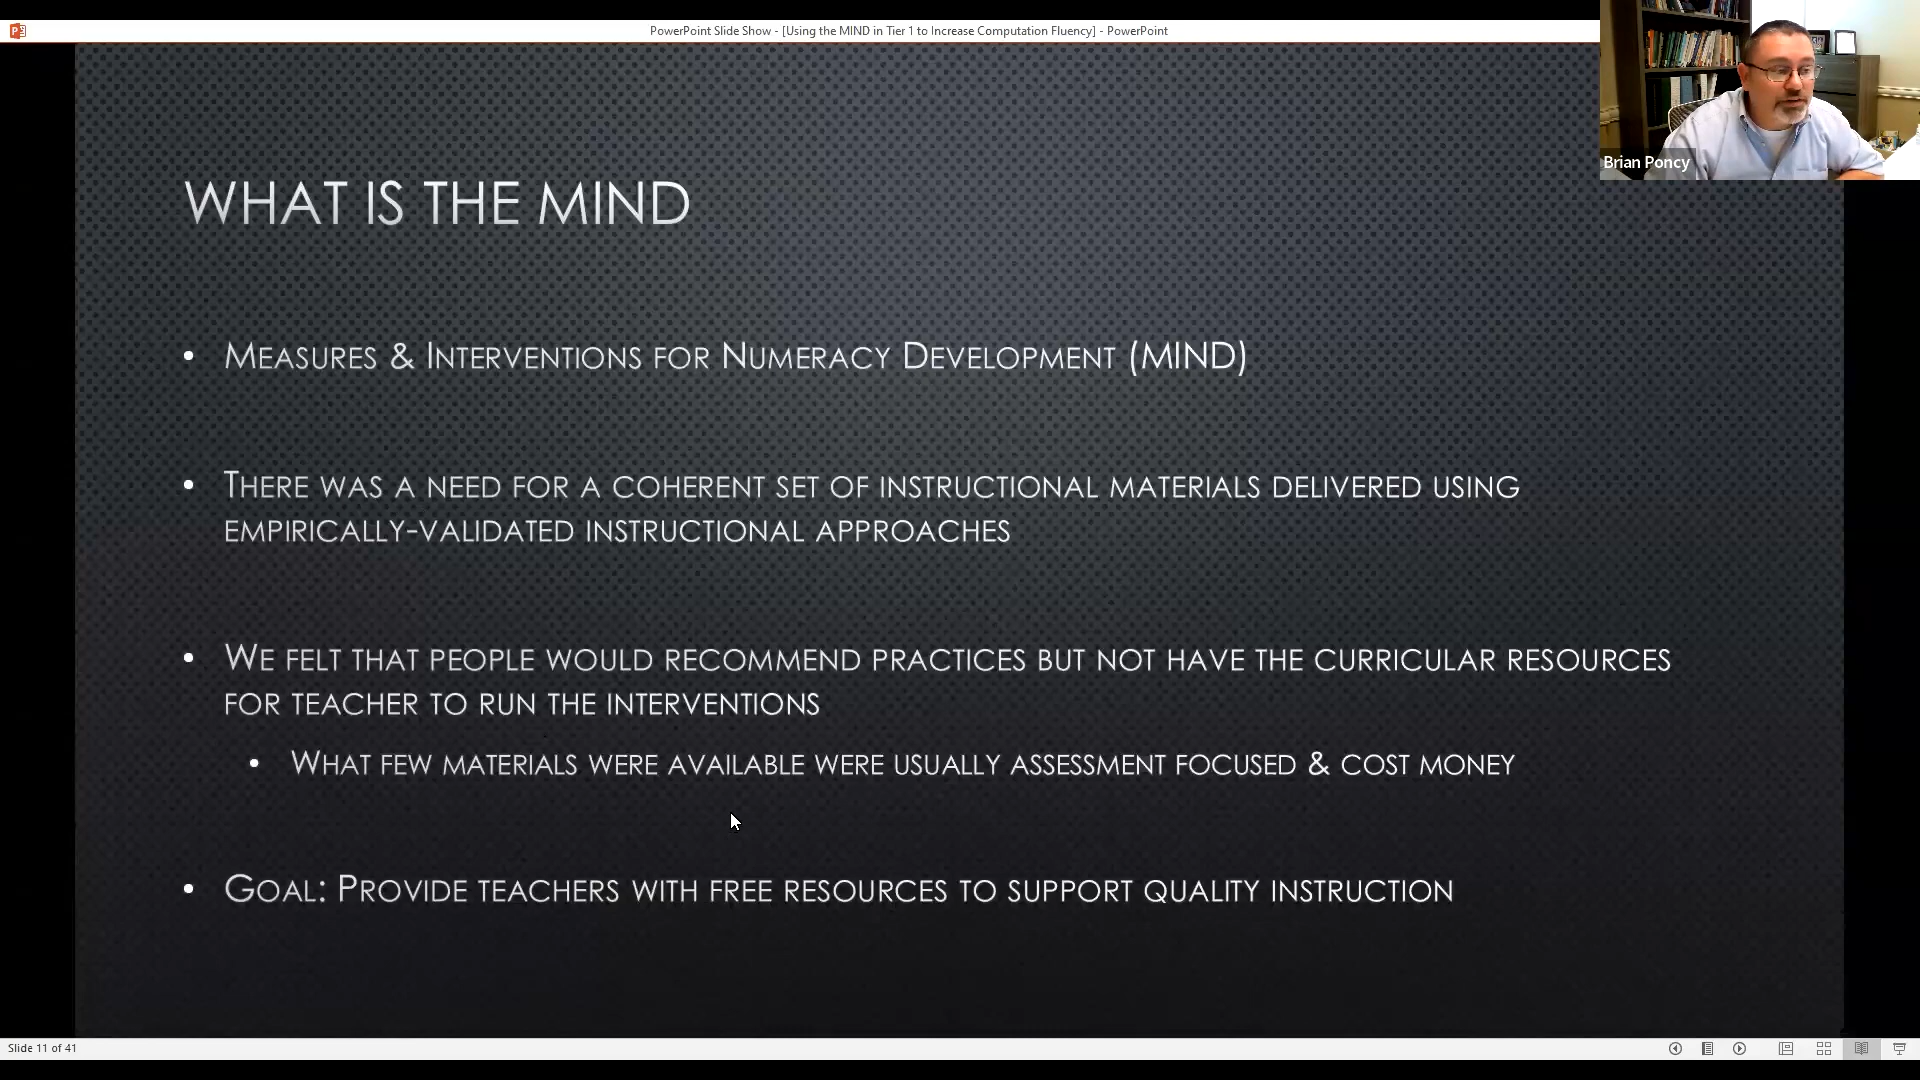 PowerPoint Slide Show - [Using the MIND in Tier 1 to Increase Computation Fluency] - PowerPoint
Brian Poncy
WHAT IS THE MIND
• MEASURES & INTERVENTIONS FOR NUMERACY DEVELOPMENT (MIND)
• THERE WAS A NEED FOR A COHERENT SET OF INSTRUCTIONAL MATERIALS DELIVERED USING
EMPIRICALLY-VALIDATED INSTRUCTIONAL APPROACHES
• WE FELT THAT PEOPLE WOULD RECOMMEND PRACTICES BUT NOT HAVE THE CURRICULAR RESOURCES
FOR TEACHER TO RUN THE INTERVENTIONS
• WHAT FEW MATERIALS WERE AVAILABLE WERE USUALLY ASSESSMENT FOCUSED & COST MONEY
• GOAL: PROVIDE TEACHERS WITH FREE RESOURCES TO SUPPORT QUALITY INSTRUCTION
Slide 11 of 41